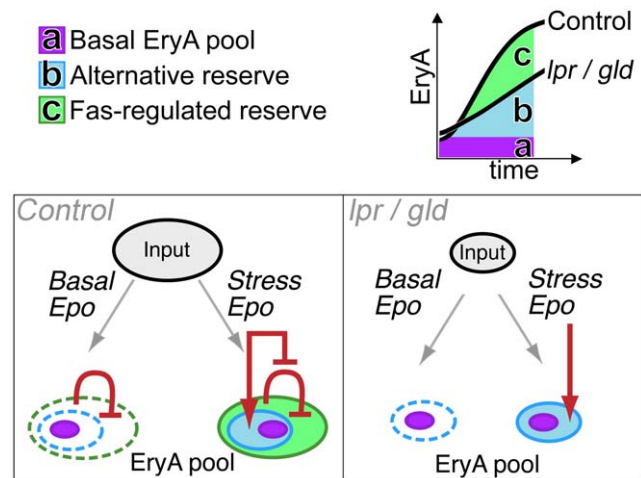 a Basal EryA pool
b Alternative reserve
c Fas-regulated reserve
EryA
Control
lpr / gld
c
b
a
time
Control
Input
Basal
Epo
Stress
Epo
EryA pool
lpr / gld
Input
Basal
Epo
Stress
Epo
EryA pool